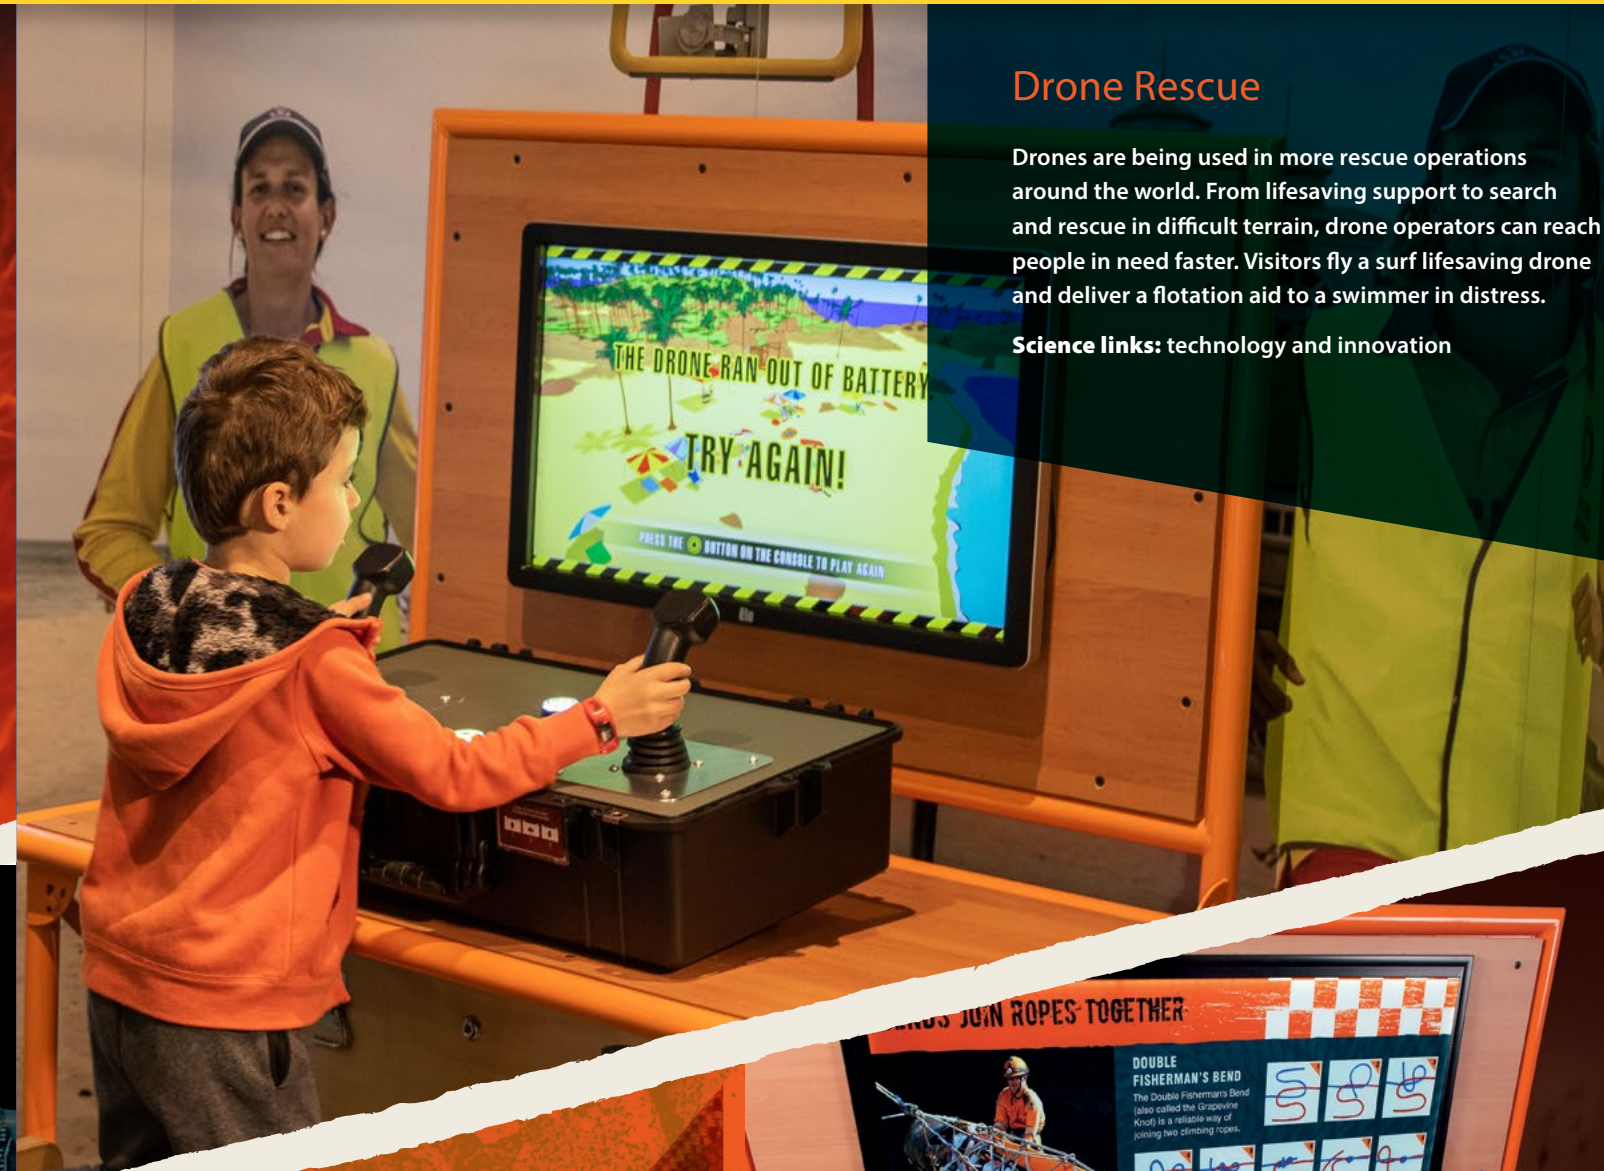 Drone Rescue
Drones are being used in more rescue operations
around the world. From lifesaving support to search
and rescue in difficult terrain, drone operators can reach
people in need faster. Visitors fly a surf lifesaving drone
and deliver a flotation aid to a swimmer in distress.
Science links: technology and innovation
THE DRONE RAN OUT OF BATTERY
TRY AGAIN!
PRESS THE BUTTON ON THE CONSOLE TO PLAY AGAIN
elo
JOIN ROPES TOGETHER
DOUBLE
FISHERMAN'S BEND
The Double Fisherman's Bend
(also called the Grapevine
Knot) is a reliable way of
joining two climbing ropes.